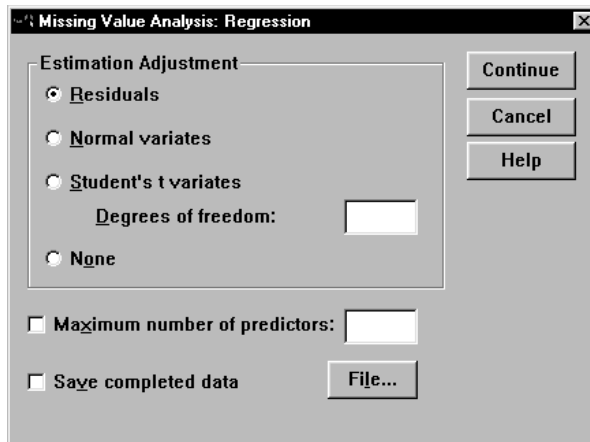 Missing Value Analysis: Regression
Estimation Adjustment
Residuals
Normal variates
Student's t variates
Degrees of freedom:
None
Maximum number of predictors:
Save completed data
File...
Continue
Cancel
Help